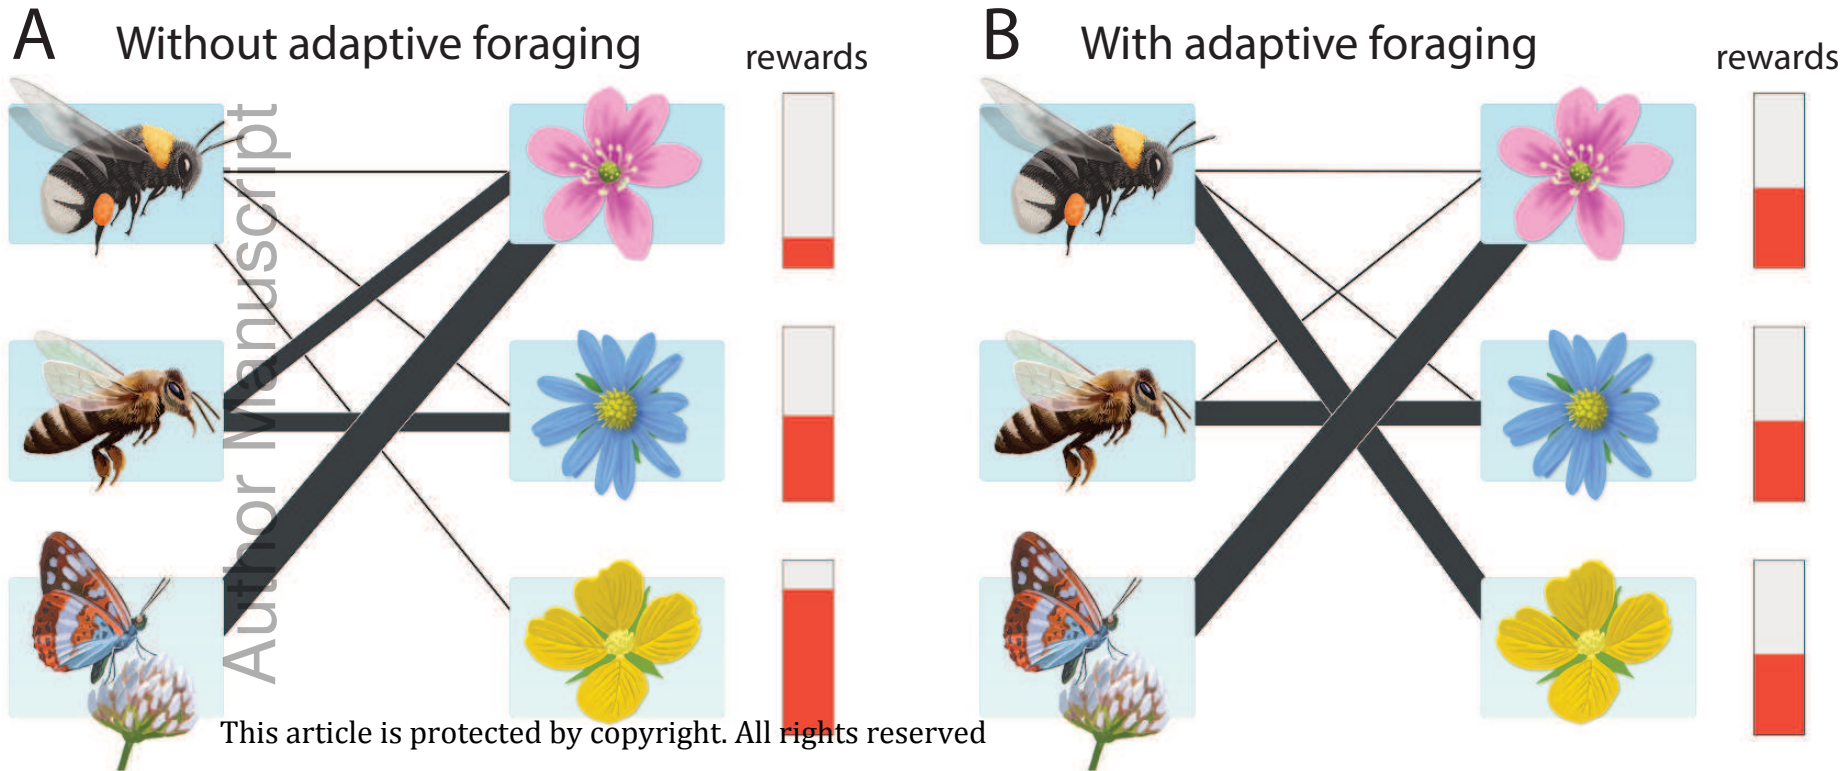 A Without adaptive foraging rewards
B With adaptive foraging rewards
Author Manuscript
This article is protected by copyright. All rights reserved